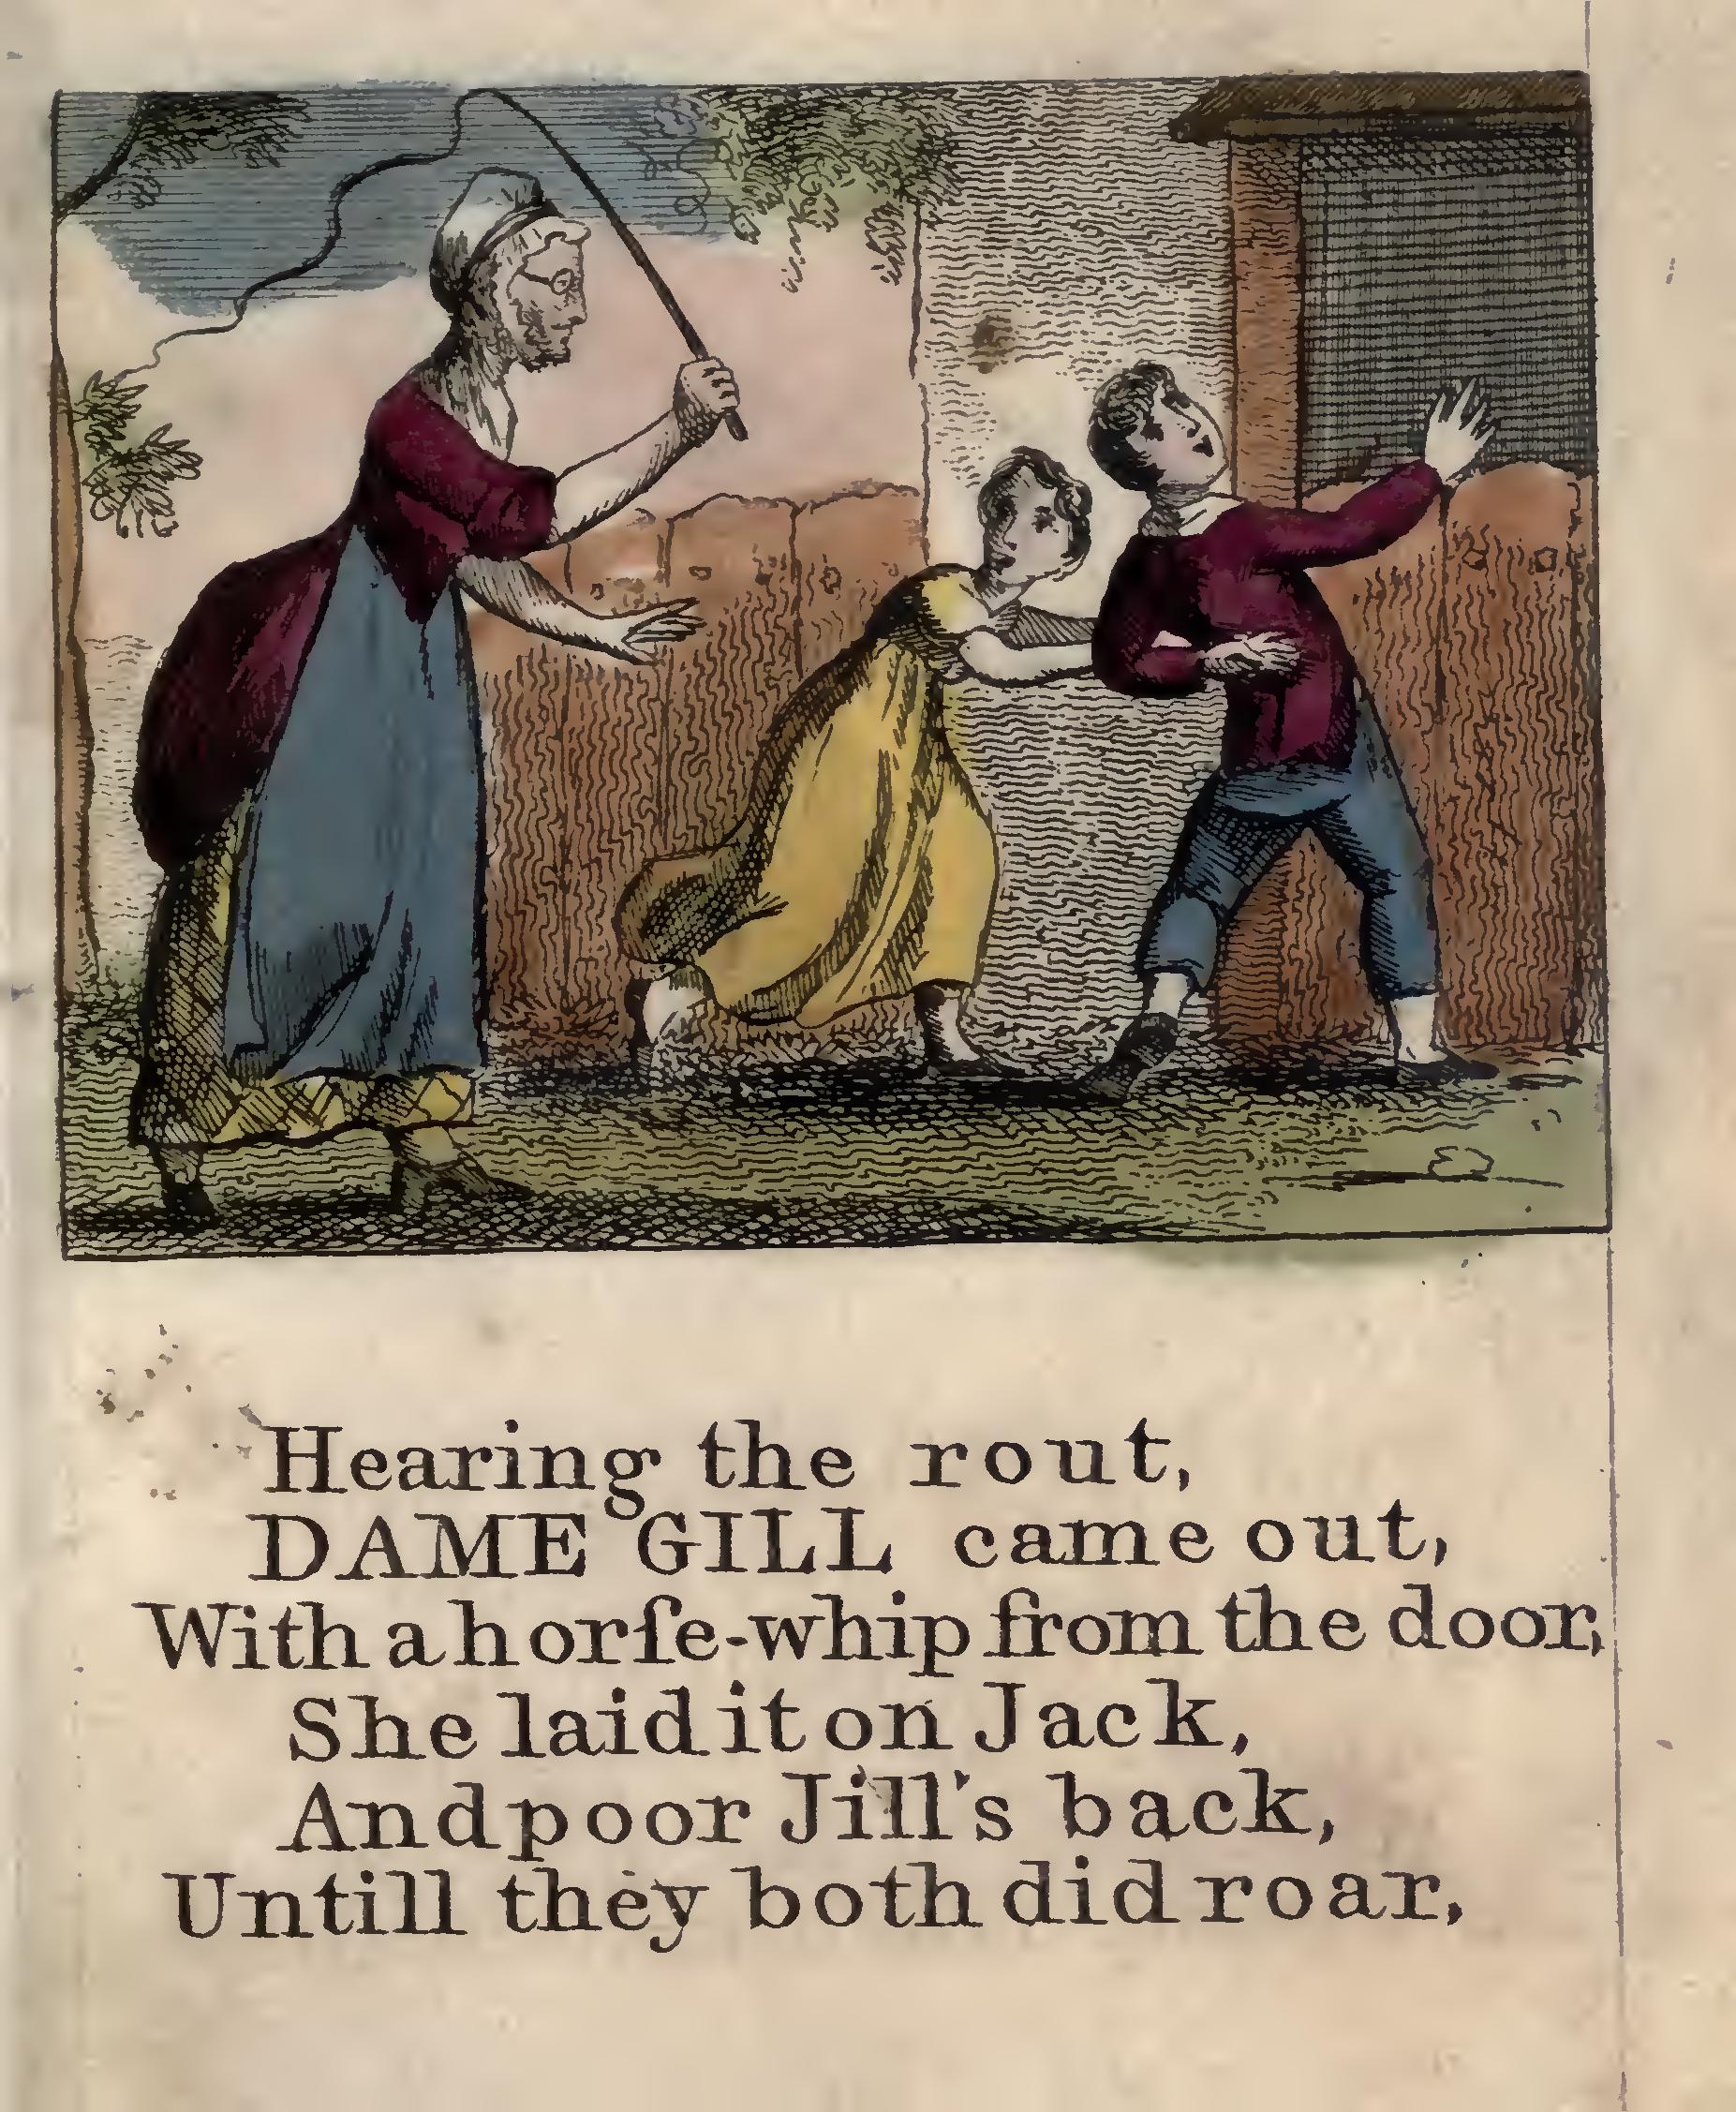 Hearing the rout,
DAME GILL came out,
With a horſe-whip from the door,
She laid it on Jack,
And poor Jill's back,
Untill they both did roar,